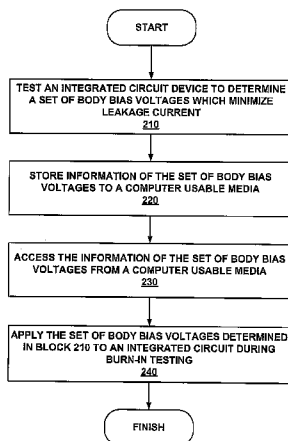 START
TEST AN INTEGRATED CIRCUIT DEVICE TO DETERMINE
A SET OF BODY BIAS VOLTAGES WHICH MINIMIZE
LEAKAGE CURRENT
210
STORE INFORMATION OF THE SET OF BODY BIAS
VOLTAGES TO A COMPUTER USABLE MEDIA
220
ACCESS THE INFORMATION OF THE SET OF BODY BIAS
VOLTAGES FROM A COMPUTER USABLE MEDIA
230
APPLY THE SET OF BODY BIAS VOLTAGES DETERMINED
IN BLOCK 210 TO AN INTEGRATED CIRCUIT DURING
BURN-IN TESTING
240
FINISH